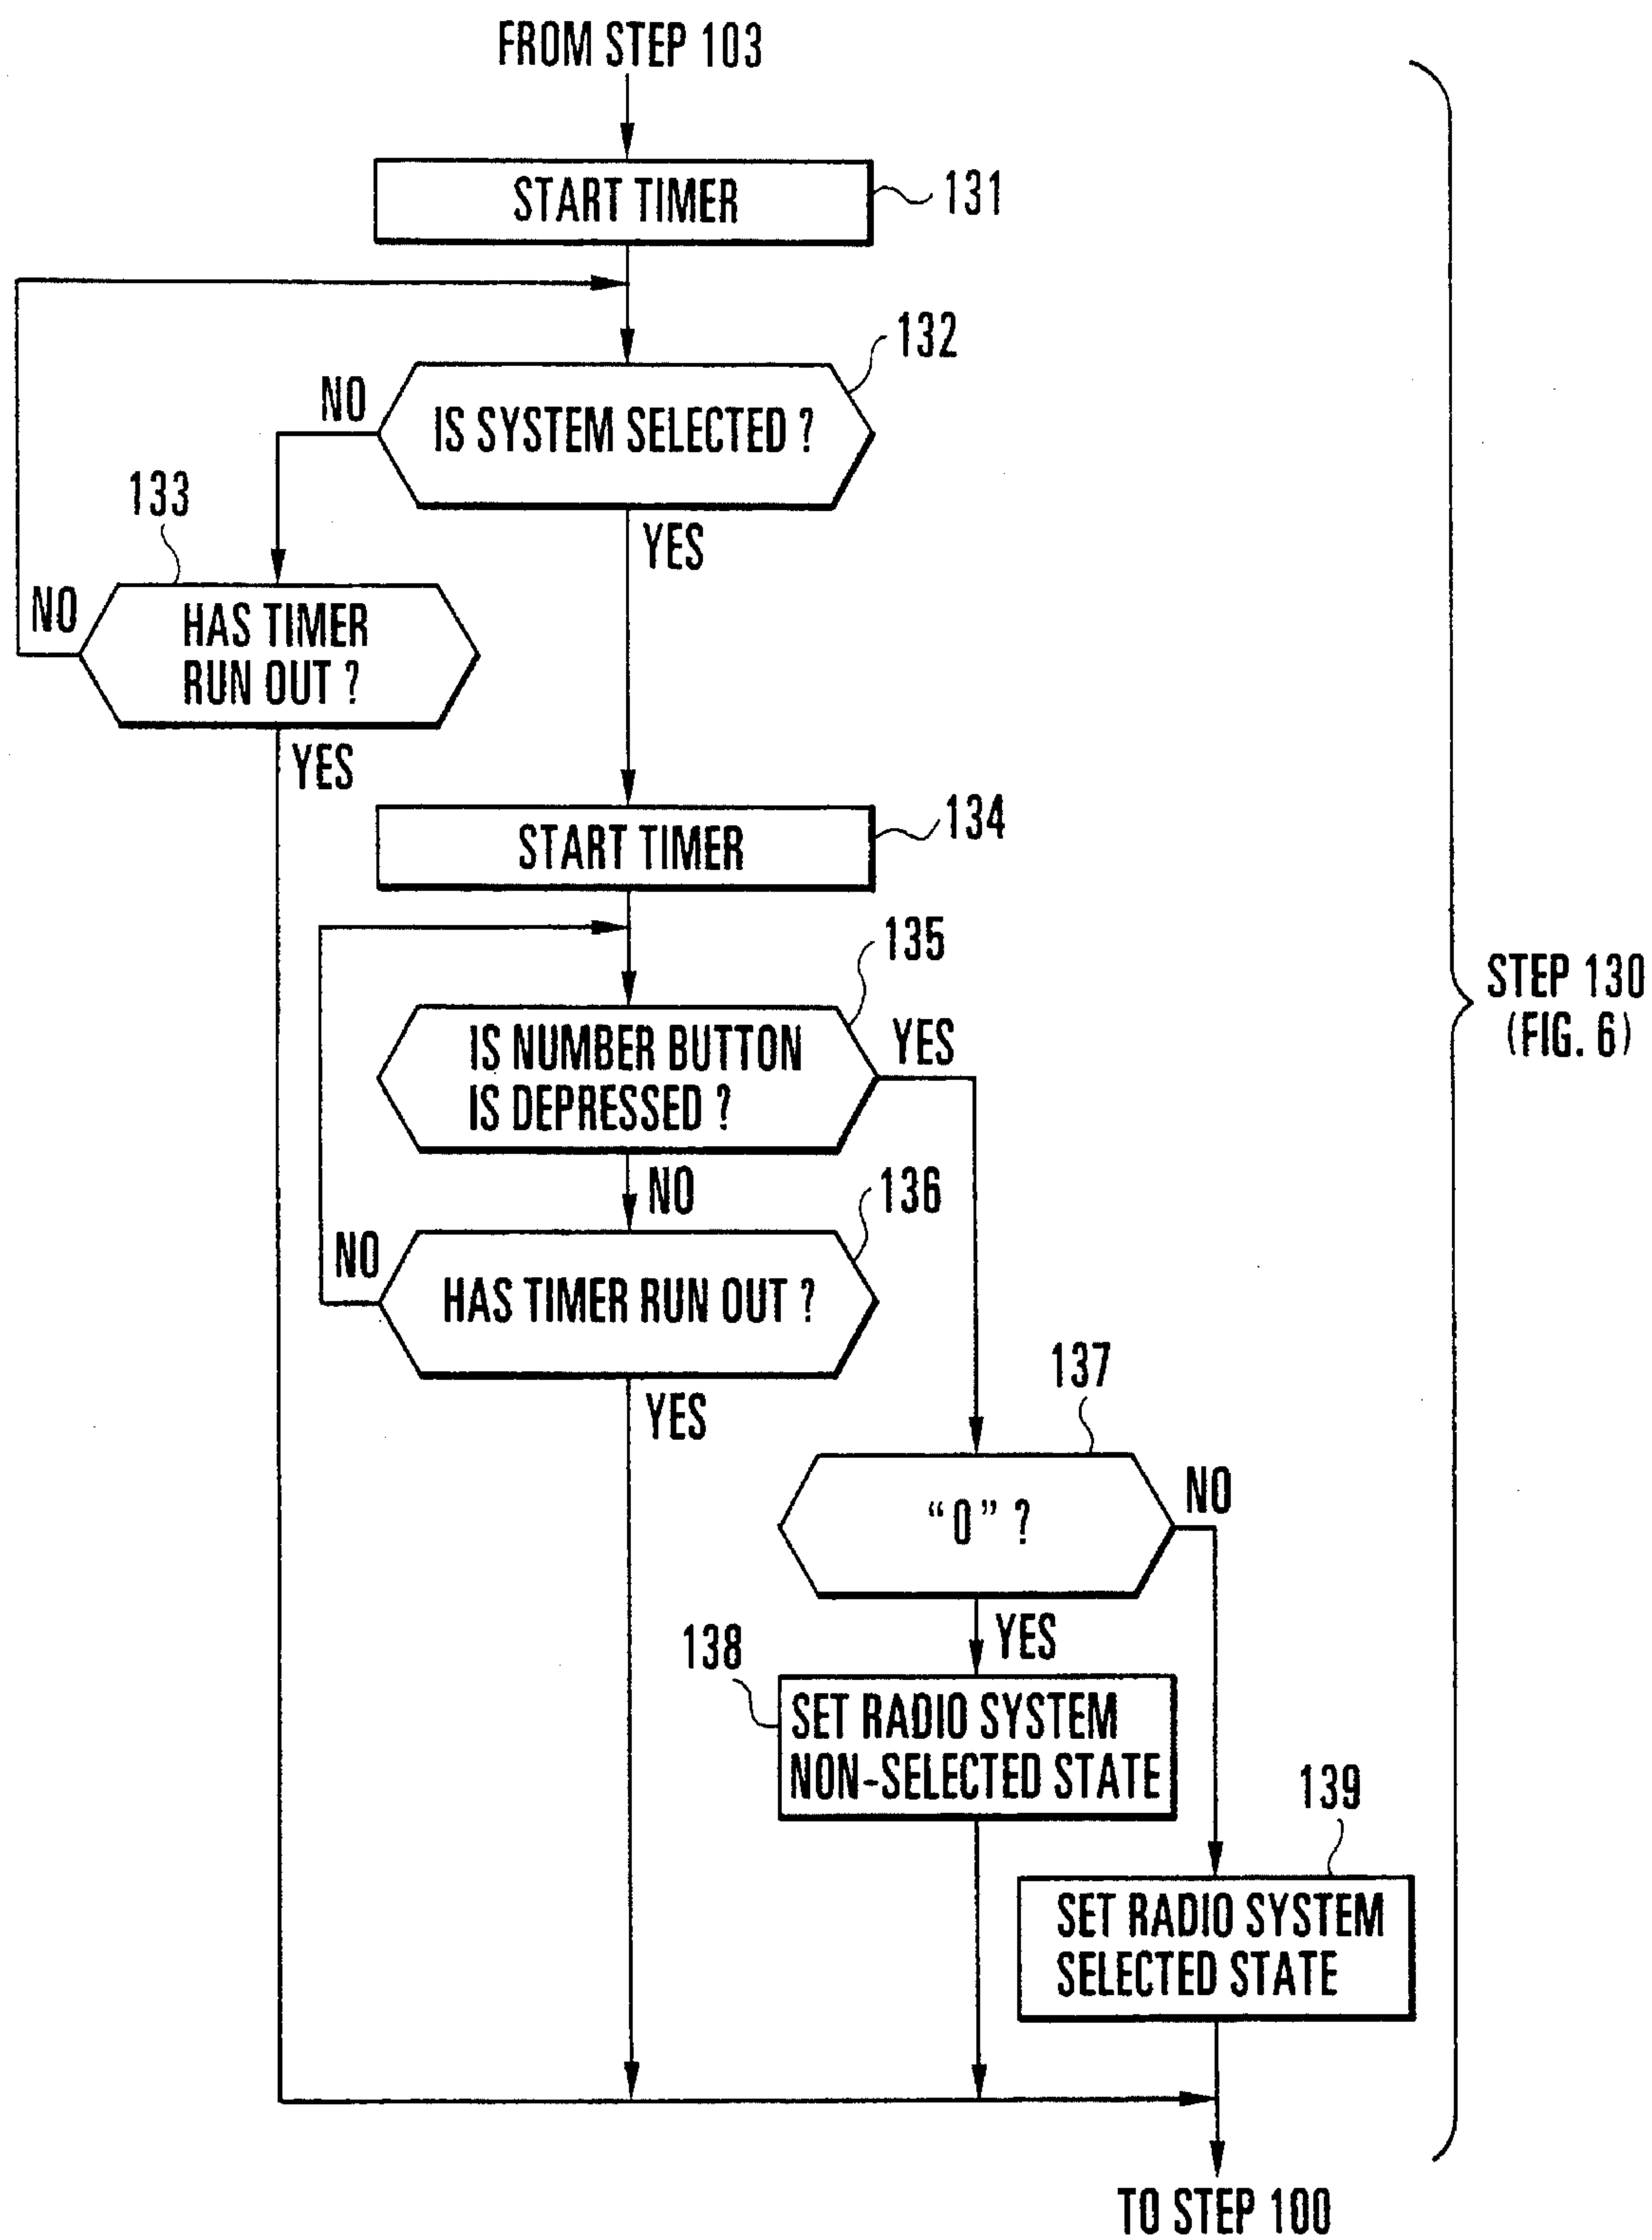 FROM STEP 103
START TIMER
131
132
NO
IS SYSTEM SELECTED ?
YES
133
NO
HAS TIMER
RUN OUT ?
YES
START TIMER
134
135
IS NUMBER BUTTON
IS DEPRESSED ?
YES
NO
136
NO
HAS TIMER RUN OUT ?
YES
137
"0" ?
NO
YES
138
SET RADIO SYSTEM
NON-SELECTED STATE
139
SET RADIO SYSTEM
SELECTED STATE
STEP 130
(FIG. 6)
TO STEP 100